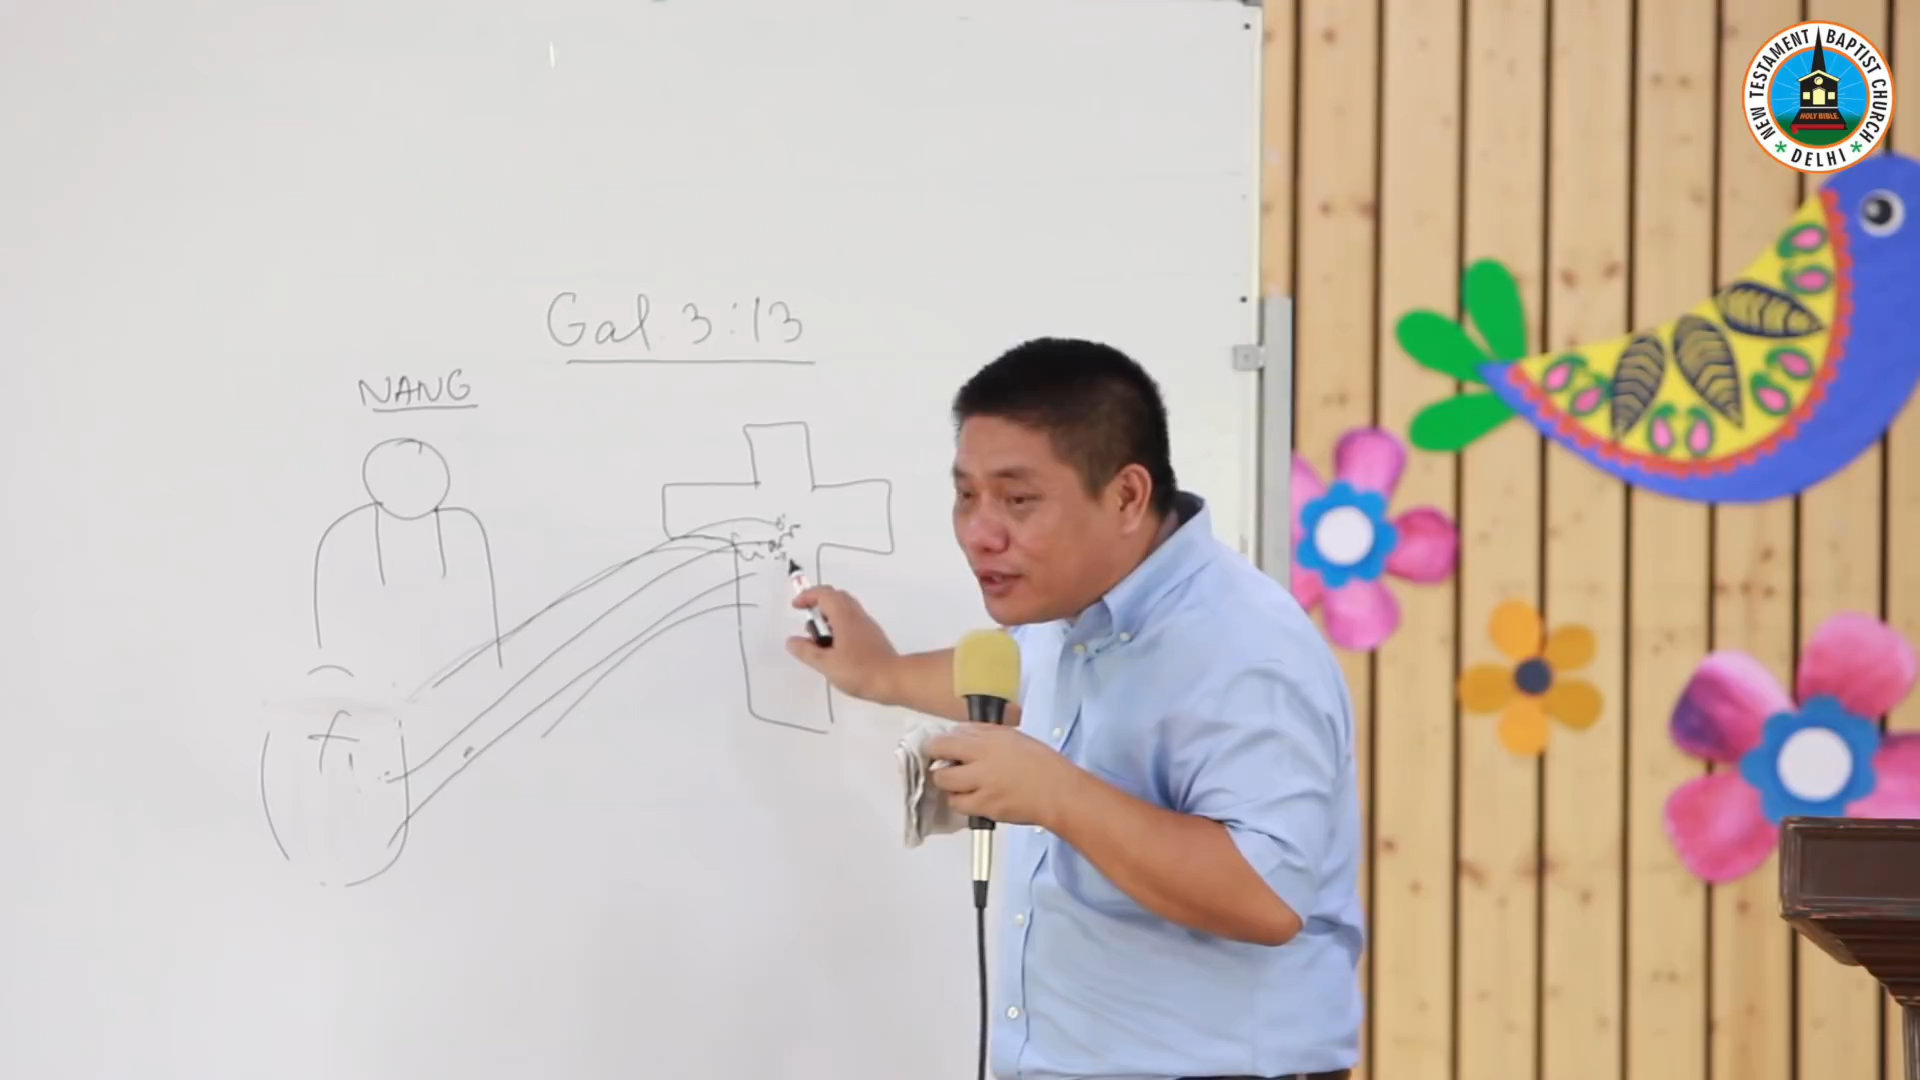 Gal. 3:13
NANG
NEW TESTAMENT BAPTIST CHURCH
HOLY BIBLE
* DELHI *